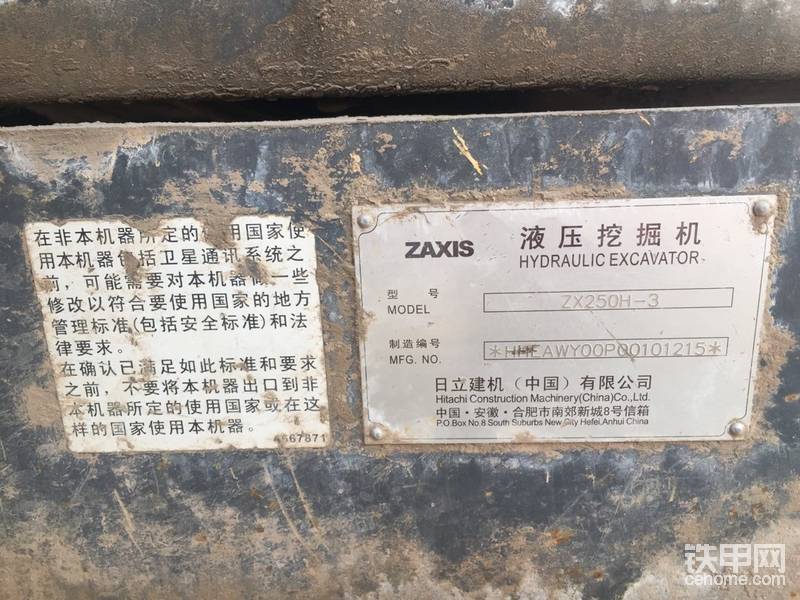 在非本机器所定的使用国家使
用本机器包括卫星通讯系统之
前，可能需要对本机器做一些
修改以符合要使用国家的地方
管理标准(包括安全标准)和法
律要求。
在确认已满足如此标准和要求
之前，不要将本机器出口到非
本机器所定的使用国家或在这
样的国家使用本机器。
667871
ZAXIS
液压挖掘机
HYDRAULIC EXCAVATOR
型号
MODEL
ZX250H-3
制造编号
MFG. NO.
*HHEAWY00P00101215*
日立建机（中国）有限公司
Hitachi Construction Machinery(China)Co.,Ltd.
中国·安徽·合肥市南郊新城8号信箱
P.O.Box No.8 South Suburbs New City Hefei,Anhui China
铁甲网
cehome.com